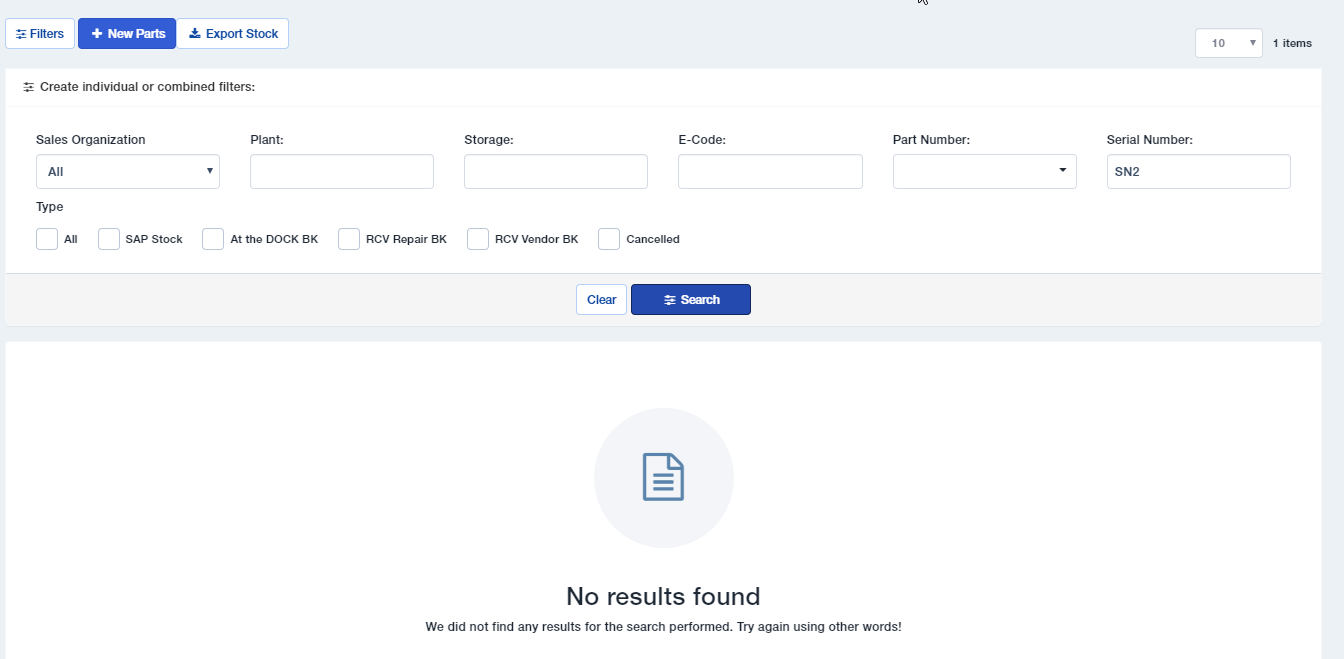 Filters
New Parts
Export Stock
10
1 items
Create individual or combined filters:
Sales Organization
Plant:
Storage:
E-Code:
Part Number:
Serial Number:
All
SN2
Type
All
SAP Stock
At the DOCK BK
RCV Repair BK
RCV Vendor BK
Cancelled
Clear
Search
No results found
We did not find any results for the search performed. Try again using other words!